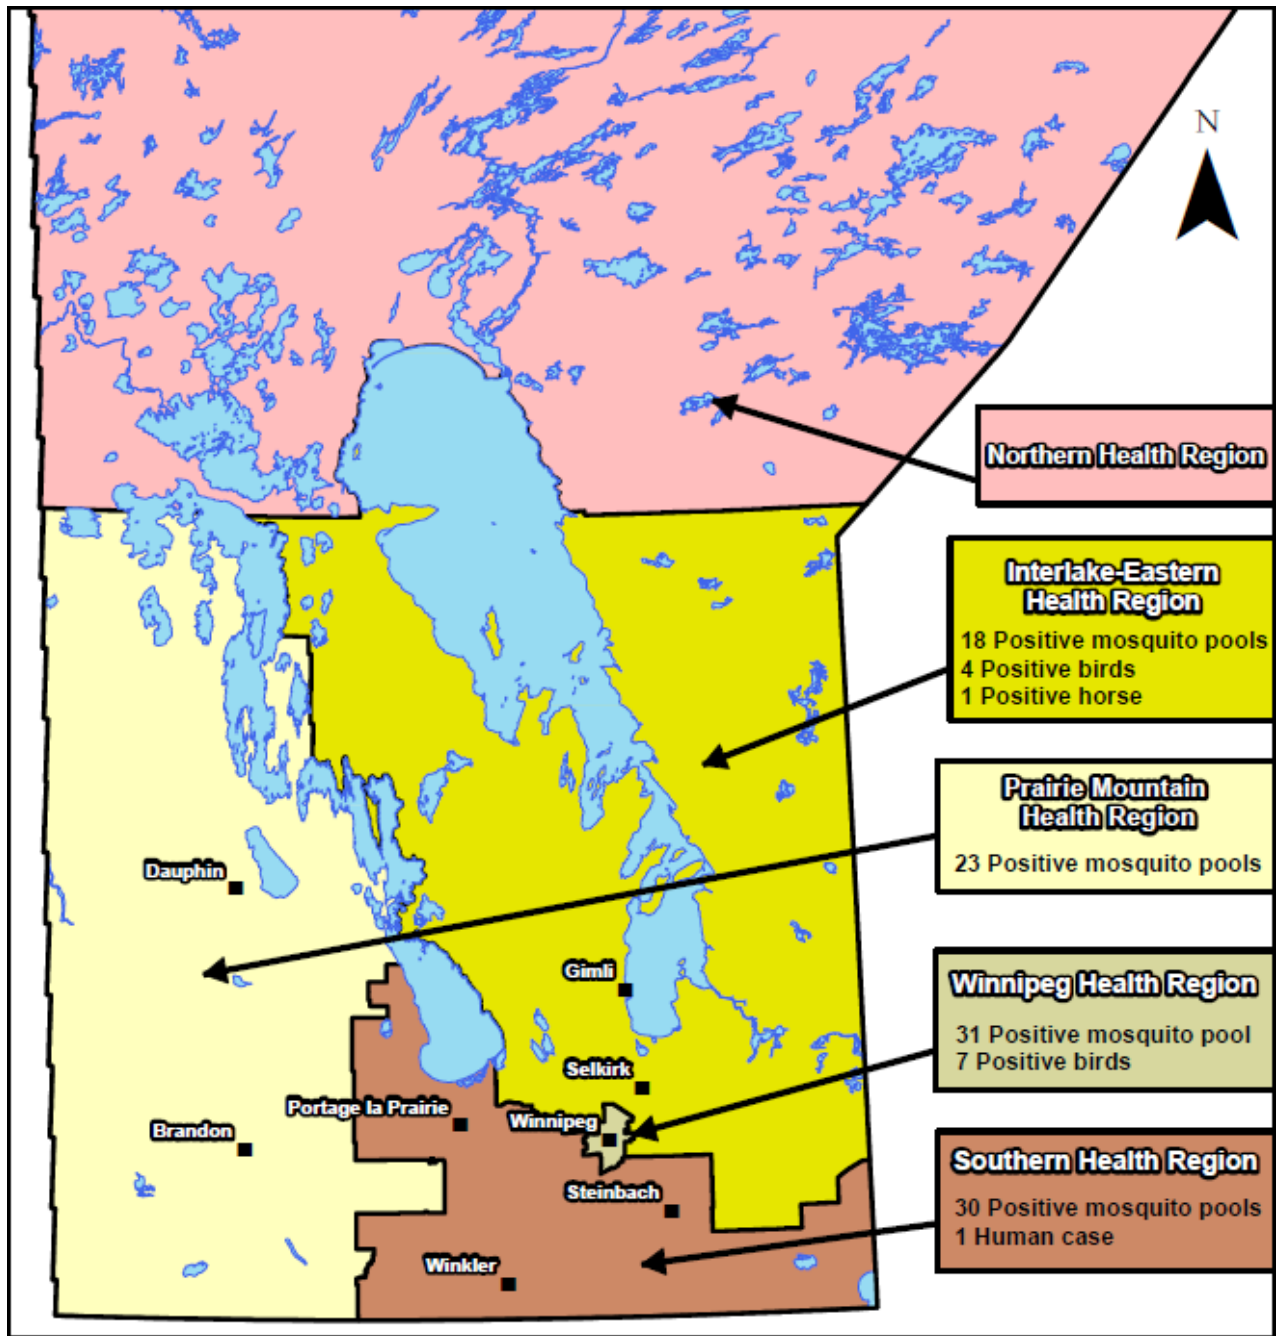 N
Northern Health Region
Interlake-Eastern
Health Region
18 Positive mosquito pools
4 Positive birds
1 Positive horse
Prairie Mountain
Health Region
23 Positive mosquito pools
Dauphin
Gimli
Winnipeg Health Region
31 Positive mosquito pool
7 Positive birds
Selkirk
Portage la Prairie
Winnipeg
Brandon
Southern Health Region
30 Positive mosquito pools
1 Human case
Steinbach
Winkler